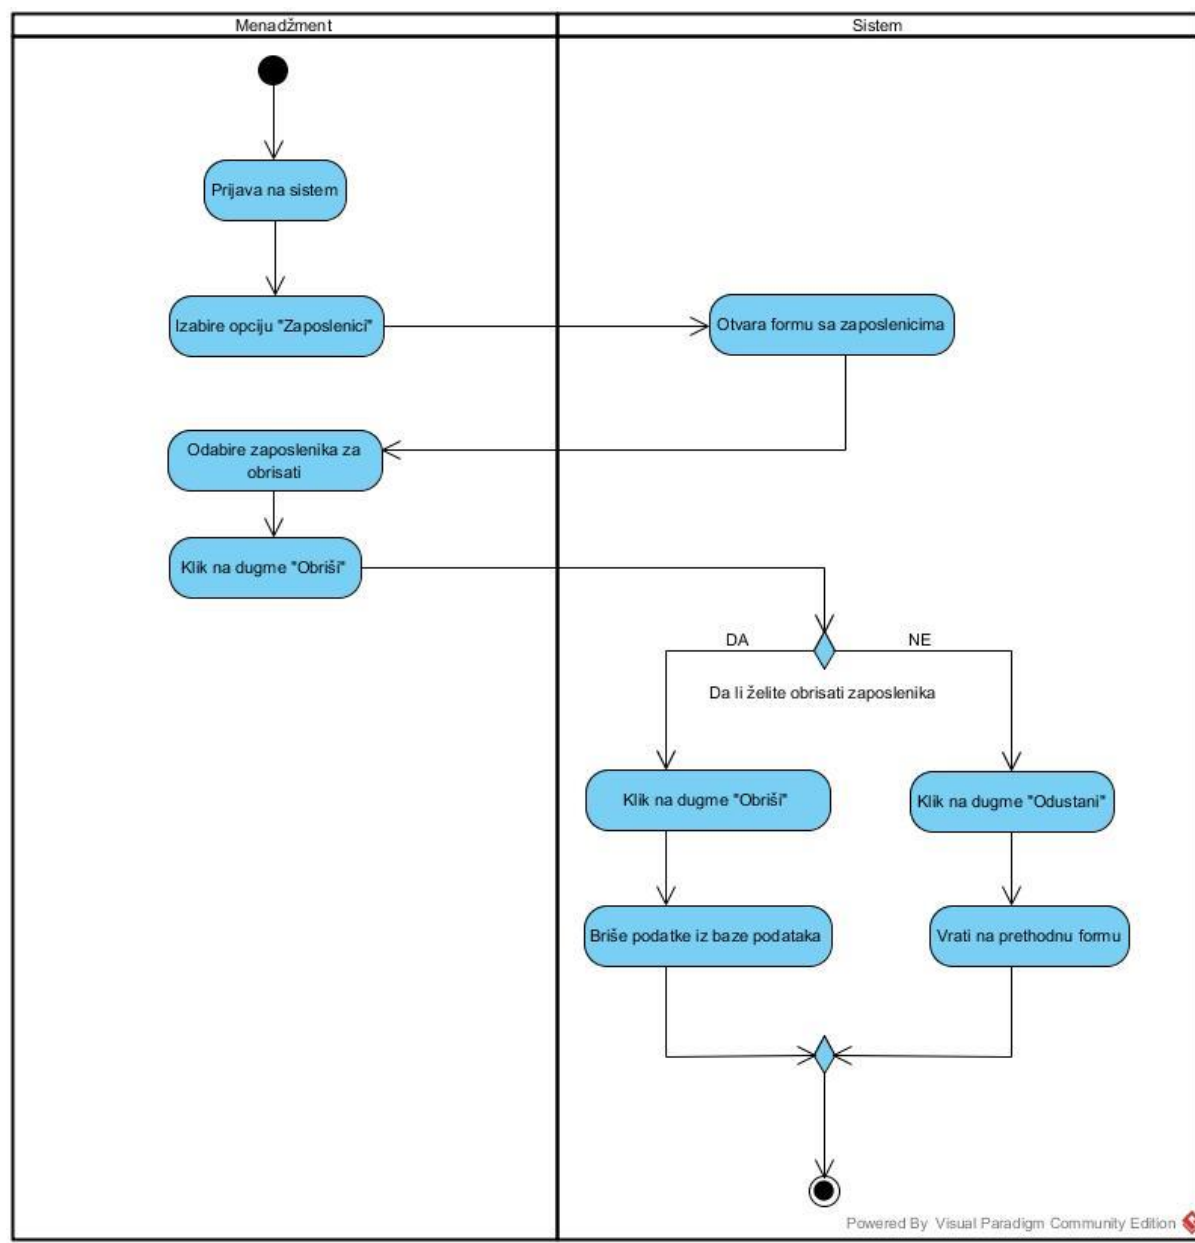 Menadžment
Sistem
Prijava na sistem
Izabire opciju "Zaposlenici"
Otvara formu sa zaposlenicima
Odabire zaposlenika za
obrisati
Klik na dugme "Obriši"
DA
NE
Da li želite obrisati zaposlenika
Klik na dugme "Obriši"
Klik na dugme "Odustani"
Briše podatke iz baze podataka
Vrati na prethodnu formu
Powered By Visual Paradigm Community Edition